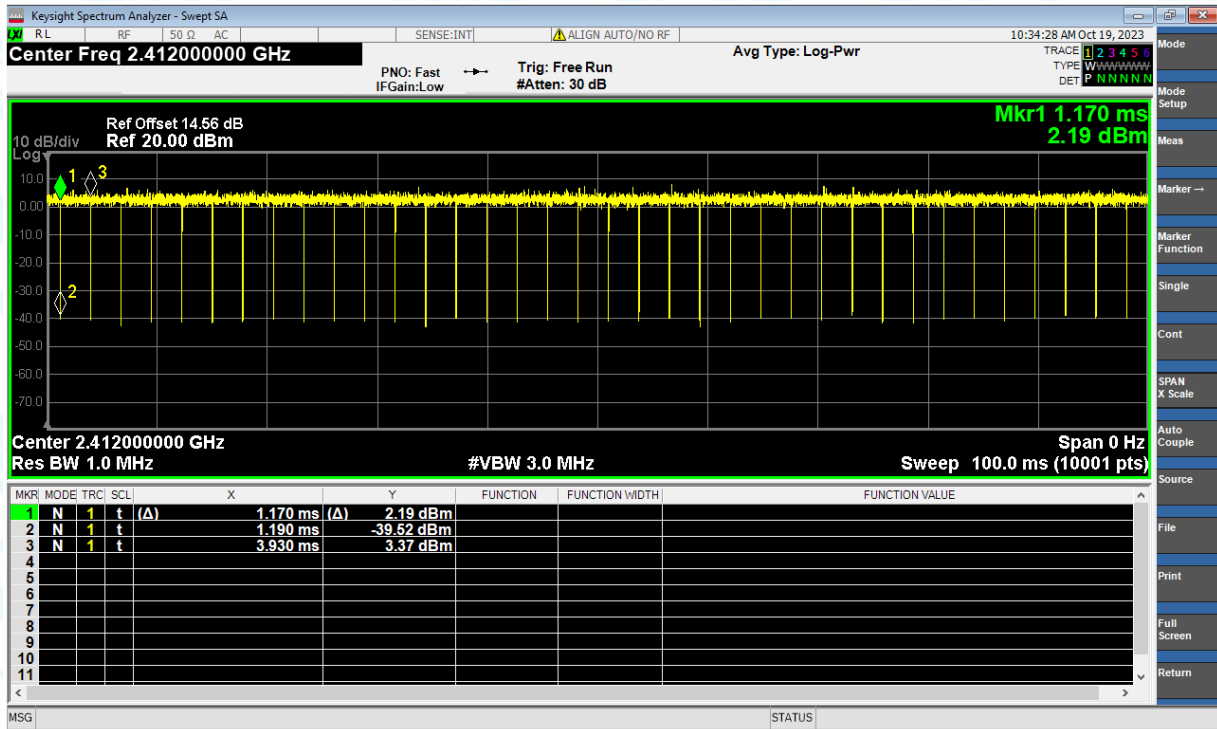 Keysight Spectrum Analyzer - Swept SA
LXI RL RF 50 Ω AC SENSE:INT ALIGN AUTO/NO RF 10:34:28 AM Oct 19, 2023
Center Freq 2.412000000 GHz Avg Type: Log-Pwr TRACE 1 2 3 4 5 6
PNO: Fast Trig: Free Run TYPE WWWWWW
IFGain:Low #Atten: 30 dB DET P NNNNN
Mkr1 1.170 ms
2.19 dBm
Ref Offset 14.56 dB
10 dB/div Ref 20.00 dBm
Log
10.0
0.00
-10.0
-20.0
-30.0
-40.0
-50.0
-60.0
-70.0
1
3
2
Center 2.412000000 GHz Span 0 Hz
Res BW 1.0 MHz #VBW 3.0 MHz Sweep 100.0 ms (10001 pts)
MKR MODE TRC SCL X Y FUNCTION FUNCTION WIDTH FUNCTION VALUE
1 N 1 t (Δ) 1.170 ms (Δ) 2.19 dBm
2 N 1 t 1.190 ms -39.52 dBm
3 N 1 t 3.930 ms 3.37 dBm
4
5
6
7
8
9
10
11
MSG STATUS
Mode
Mode
Setup
Meas
Marker →
Marker
Function
Single
Cont
SPAN
X Scale
Auto
Couple
Source
File
Print
Full
Screen
Return